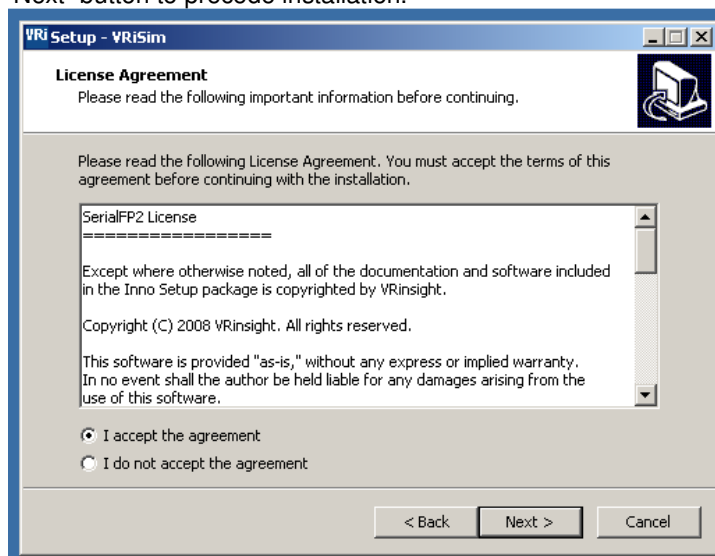 "Next" button to precede installation.
VRi Setup - VRiSim
License Agreement
Please read the following important information before continuing.
Please read the following License Agreement. You must accept the terms of this
agreement before continuing with the installation.
SerialFP2 License
==================
Except where otherwise noted, all of the documentation and software included
in the Inno Setup package is copyrighted by VRinsight.
Copyright (C) 2008 VRinsight. All rights reserved.
This software is provided "as-is," without any express or implied warranty.
In no event shall the author be held liable for any damages arising from the
use of this software.
I accept the agreement
I do not accept the agreement
< Back
Next >
Cancel